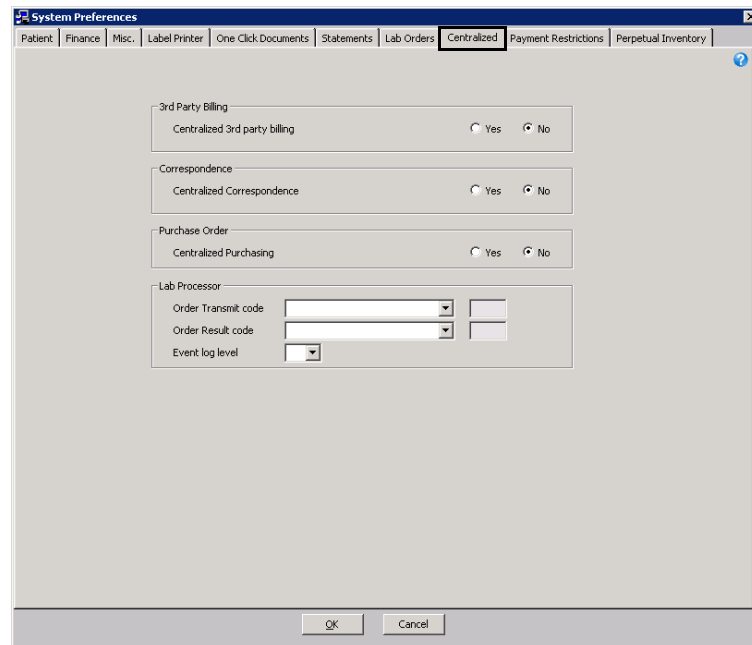 System Preferences
Patient Finance Misc. Label Printer One Click Documents Statements Lab Orders Centralized Payment Restrictions Perpetual Inventory
?
3rd Party Billing
Centralized 3rd party billing Yes No
Correspondence
Centralized Correspondence Yes No
Purchase Order
Centralized Purchasing Yes No
Lab Processor
Order Transmit code
Order Result code
Event log level
OK Cancel